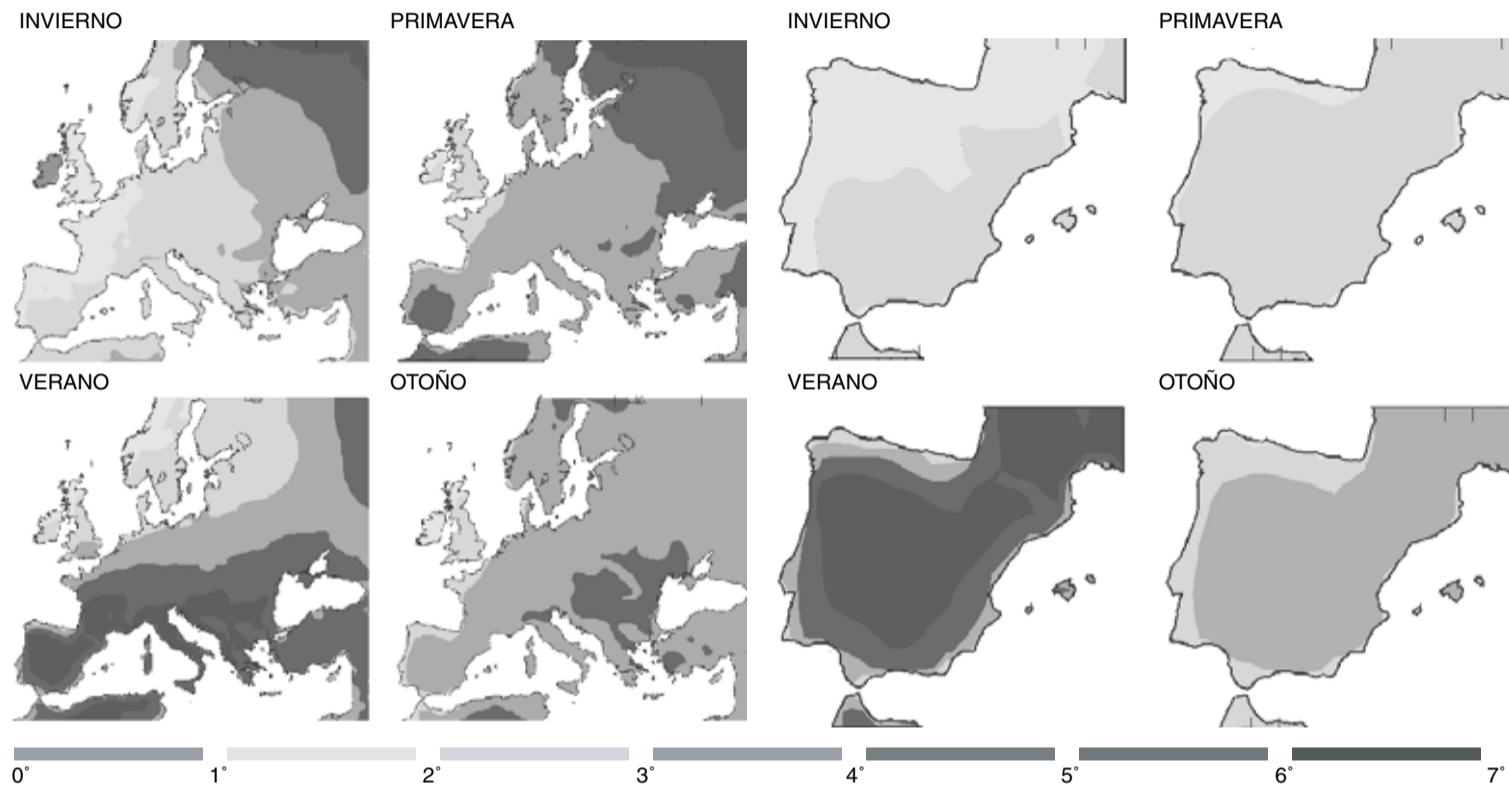 INVIERNO PRIMAVERA INVIERNO PRIMAVERA
VERANO OTOÑO VERANO OTOÑO
0° 1° 2° 3° 4° 5° 6° 7°